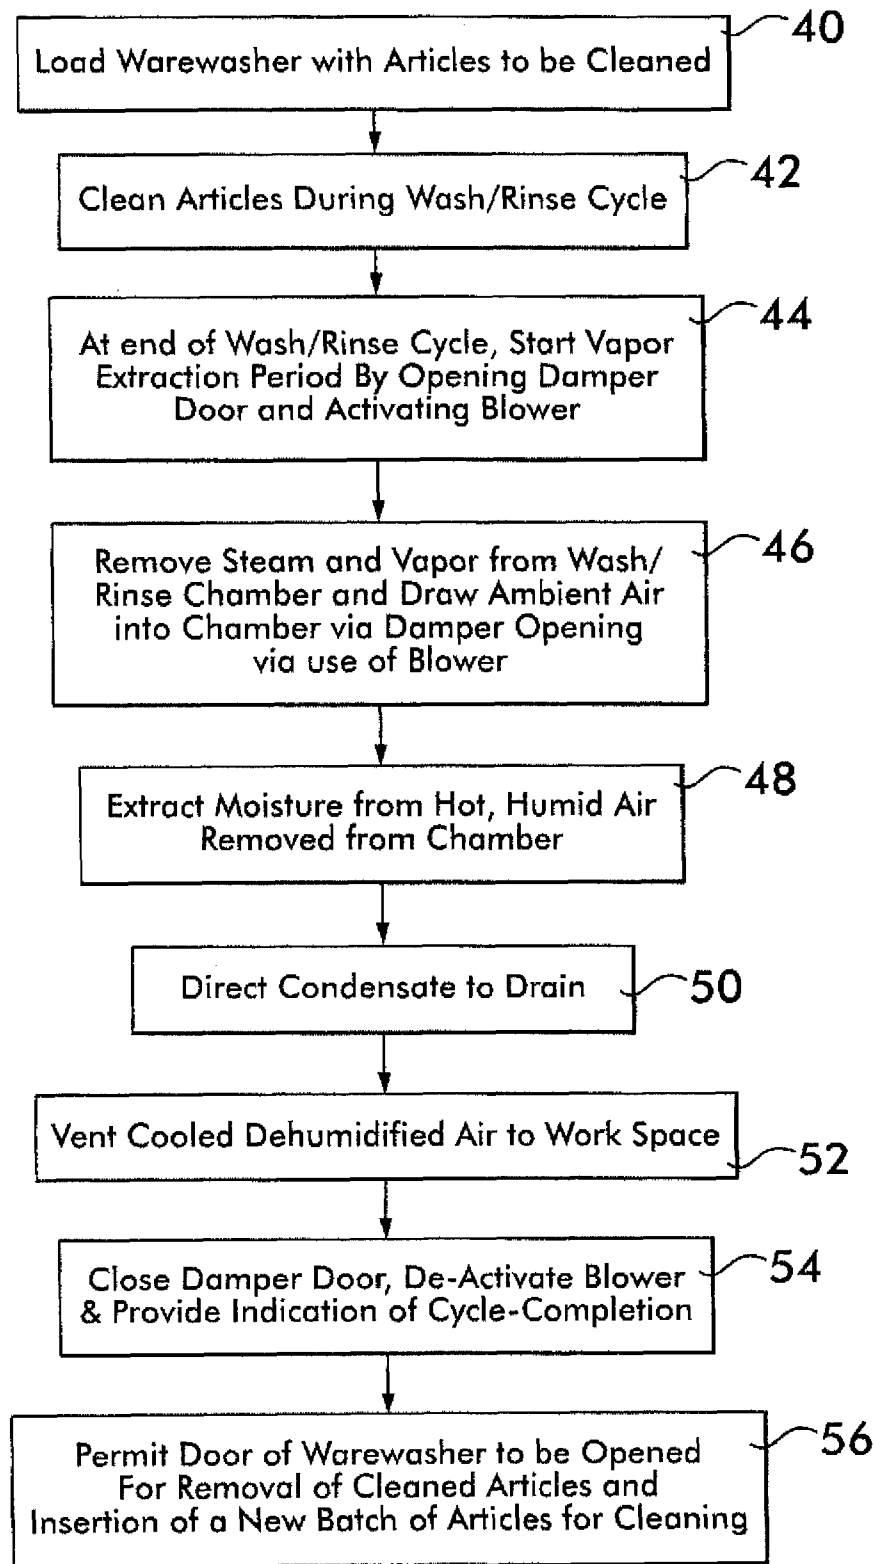 40
Load Warewasher with Articles to be Cleaned
42
Clean Articles During Wash/Rinse Cycle
44
At end of Wash/Rinse Cycle, Start Vapor
Extraction Period By Opening Damper
Door and Activating Blower
46
Remove Steam and Vapor from Wash/
Rinse Chamber and Draw Ambient Air
into Chamber via Damper Opening
via use of Blower
48
Extract Moisture from Hot, Humid Air
Removed from Chamber
50
Direct Condensate to Drain
Vent Cooled Dehumidified Air to Work Space
52
54
Close Damper Door, De-Activate Blower
& Provide Indication of Cycle-Completion
56
Permit Door of Warewasher to be Opened
For Removal of Cleaned Articles and
Insertion of a New Batch of Articles for Cleaning